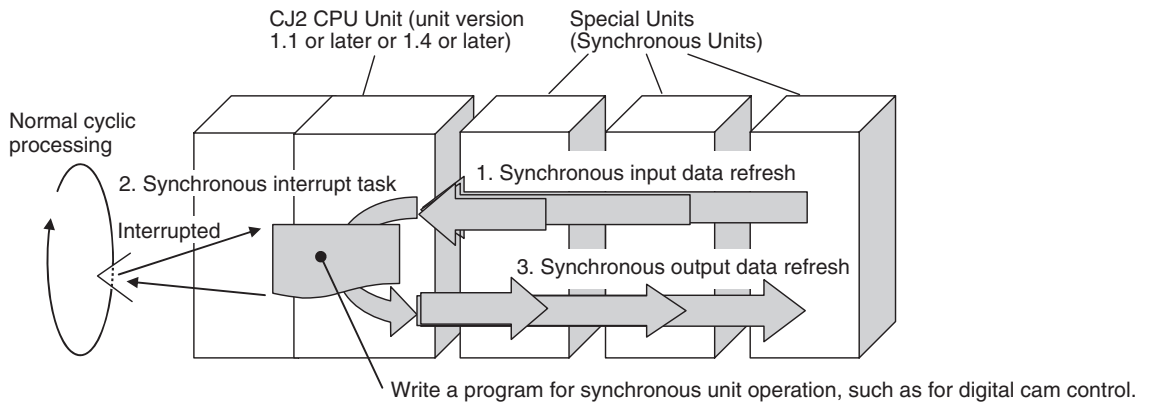 CJ2 CPU Unit (unit version
1.1 or later or 1.4 or later)
Special Units
(Synchronous Units)
Normal cyclic
processing
2. Synchronous interrupt task
1. Synchronous input data refresh
Interrupted
3. Synchronous output data refresh
Write a program for synchronous unit operation, such as for digital cam control.